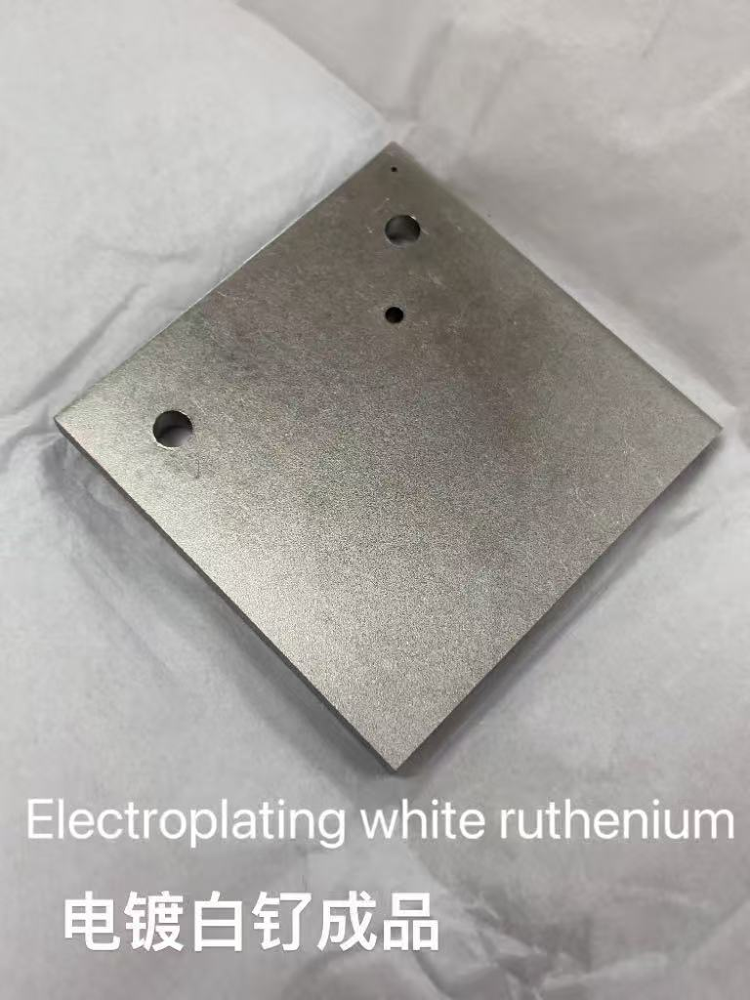 Electroplating white ruthenium
电镀白钌成品